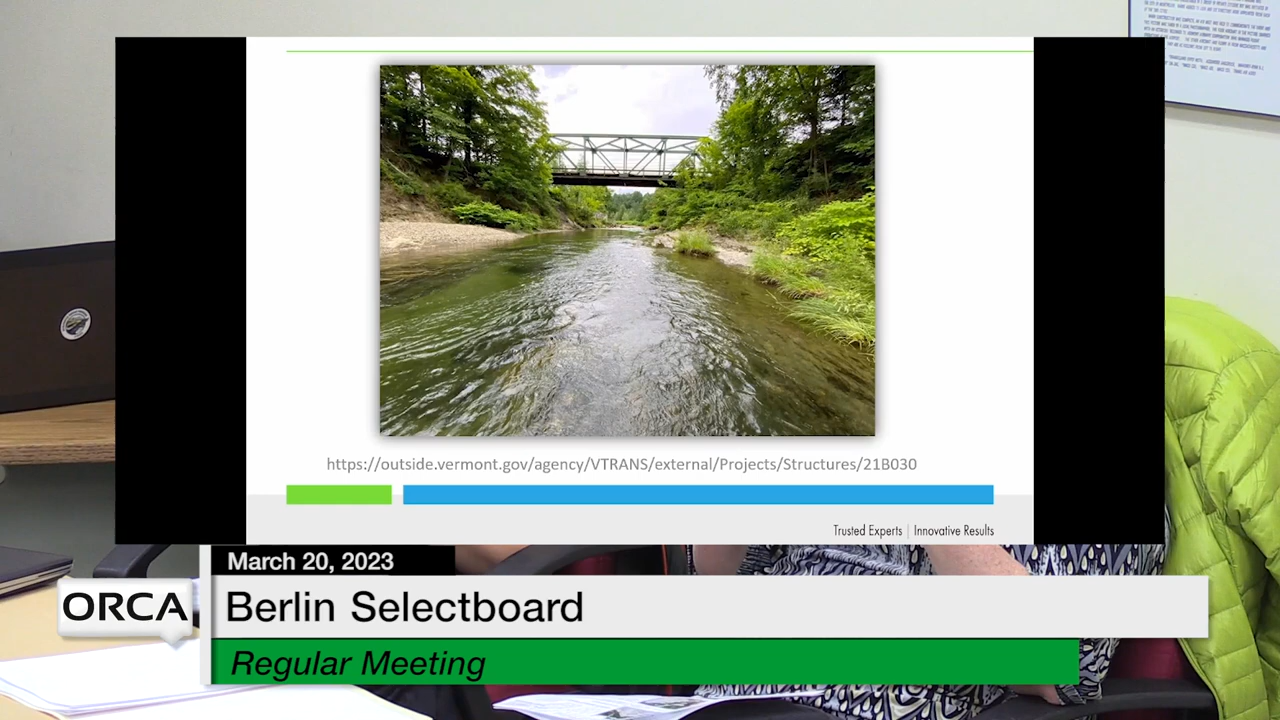 https://outside.vermont.gov/agency/VTRANS/external/Projects/Structures/21B030
Trusted Experts | Innovative Results
March 20, 2023
ORCA
Berlin Selectboard
Regular Meeting